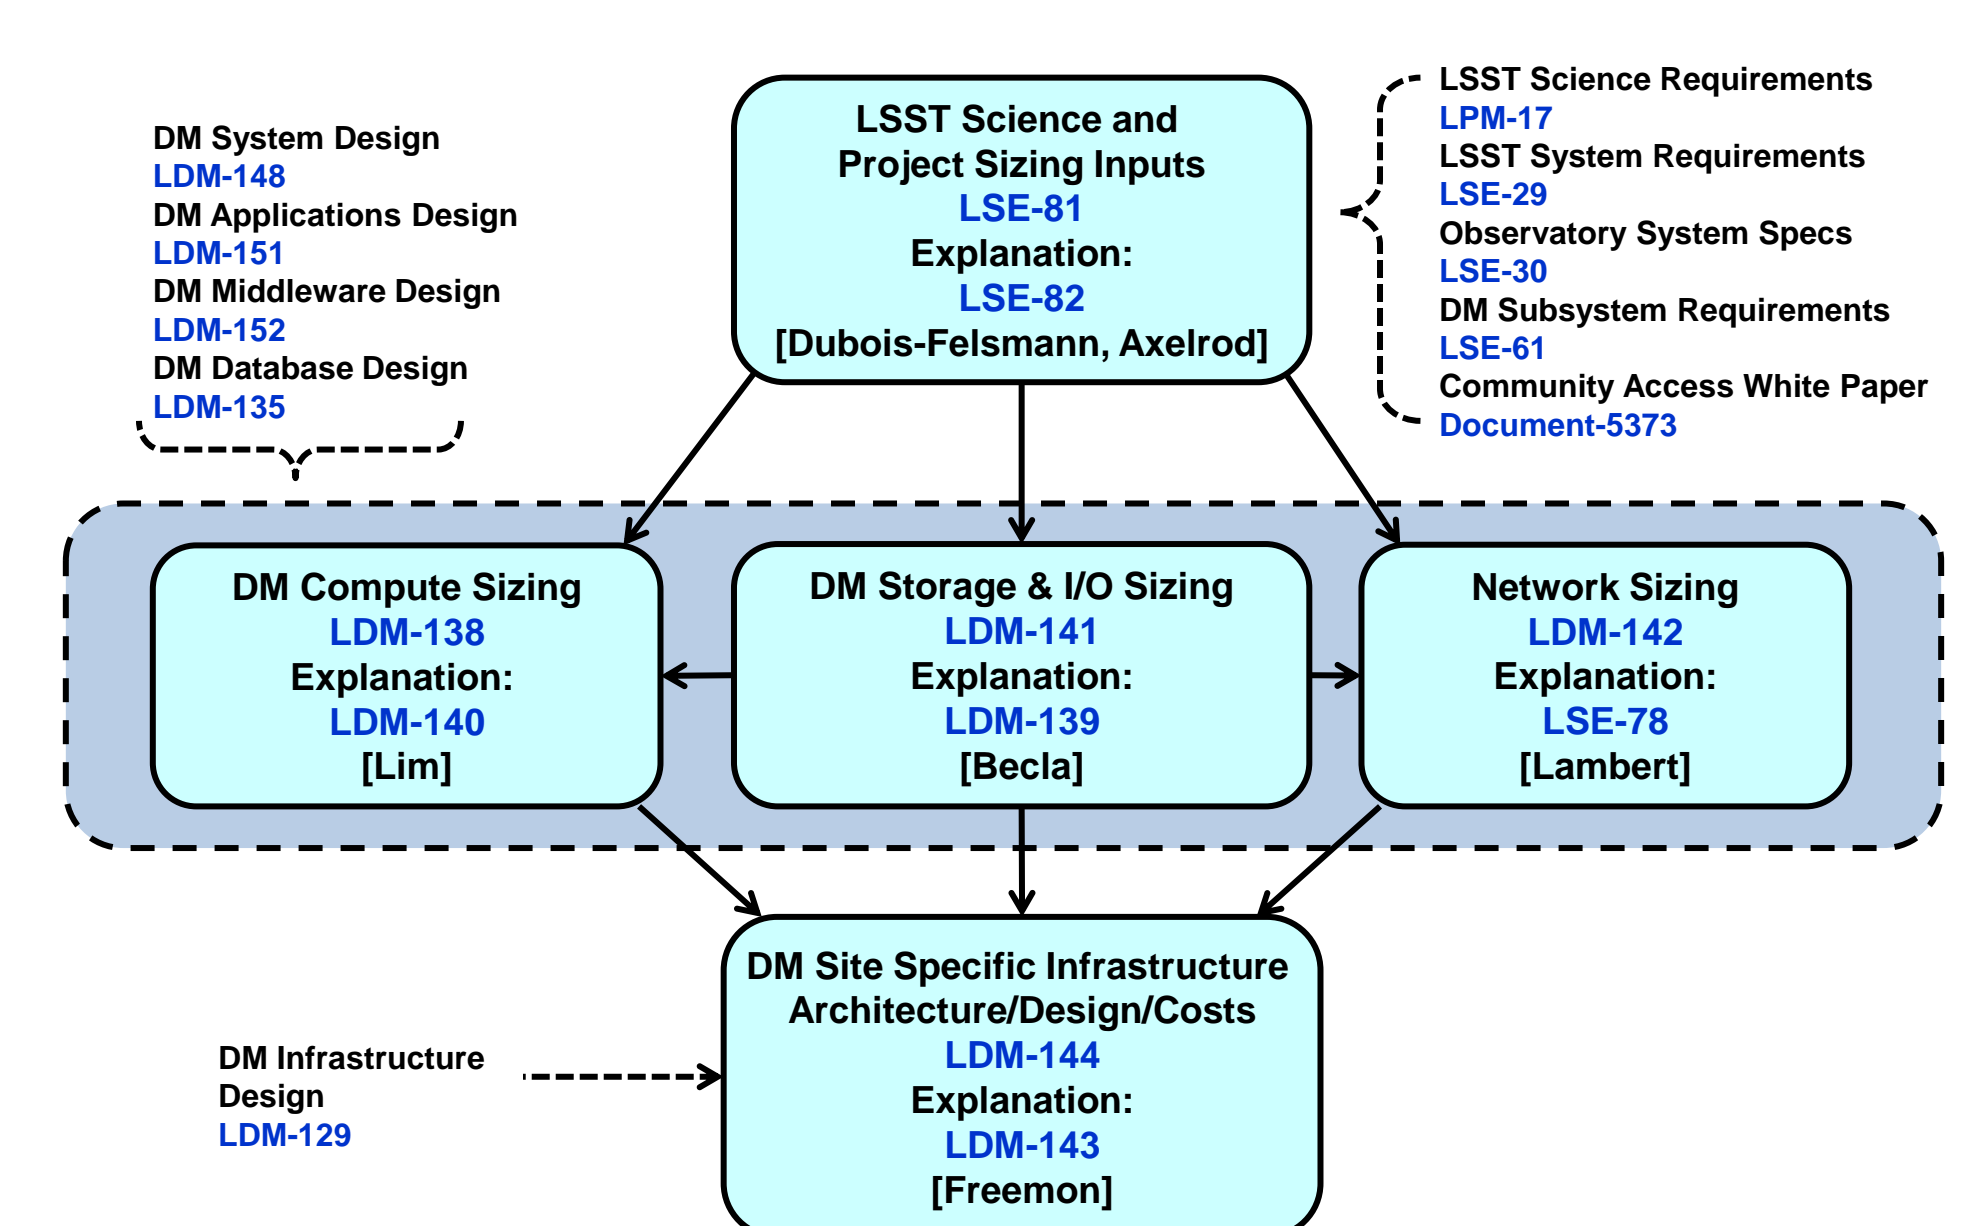 LSST Science and
Project Sizing Inputs
LSE-81
Explanation:
LSE-82
[Dubois-Felsmann, Axelrod]
LSST Science Requirements
LPM-17
LSST System Requirements
LSE-29
Observatory System Specs
LSE-30
DM Subsystem Requirements
LSE-61
Community Access White Paper
Document-5373
DM System Design
LDM-148
DM Applications Design
LDM-151
DM Middleware Design
LDM-152
DM Database Design
LDM-135
DM Compute Sizing
LDM-138
Explanation:
LDM-140
[Lim]
DM Storage & I/O Sizing
LDM-141
Explanation:
LDM-139
[Becla]
Network Sizing
LDM-142
Explanation:
LSE-78
[Lambert]
DM Site Specific Infrastructure
Architecture/Design/Costs
LDM-144
Explanation:
LDM-143
[Freemon]
DM Infrastructure
Design
LDM-129